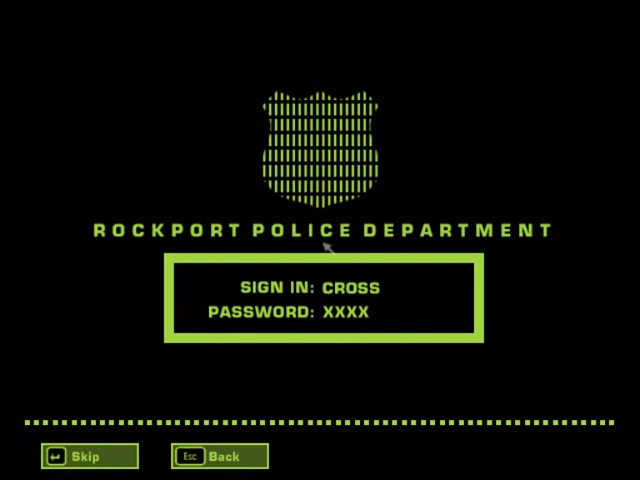 ROCKPORT POLICE DEPARTMENT
SIGN IN: CROSS
PASSWORD: XXXX
Skip
Esc Back